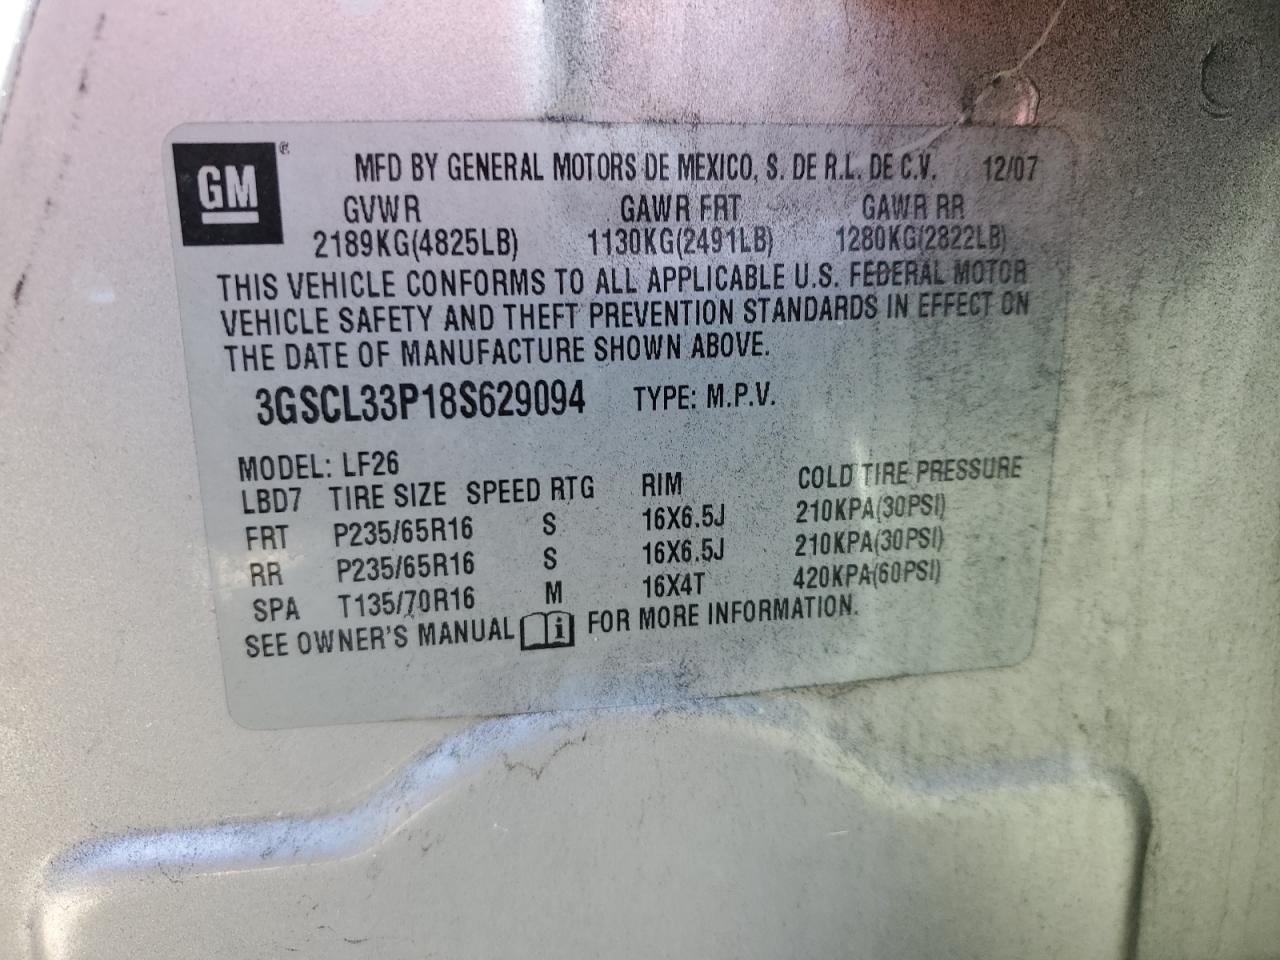 GM ®
MFD BY GENERAL MOTORS DE MEXICO, S. DE R.L. DE C.V. 12/07
GVWR GAWR FRT GAWR RR
2189KG(4825LB) 1130KG(2491LB) 1280KG(2822LB)
THIS VEHICLE CONFORMS TO ALL APPLICABLE U.S. FEDERAL MOTOR
VEHICLE SAFETY AND THEFT PREVENTION STANDARDS IN EFFECT ON
THE DATE OF MANUFACTURE SHOWN ABOVE.
3GSCL33P18S629094 TYPE: M.P.V.
MODEL: LF26
LBD7 TIRE SIZE SPEED RTG RIM COLD TIRE PRESSURE
FRT P235/65R16 S 16X6.5J 210KPA(30PSI)
RR P235/65R16 S 16X6.5J 210KPA(30PSI)
SPA T135/70R16 M 16X4T 420KPA(60PSI)
SEE OWNER'S MANUAL i FOR MORE INFORMATION.